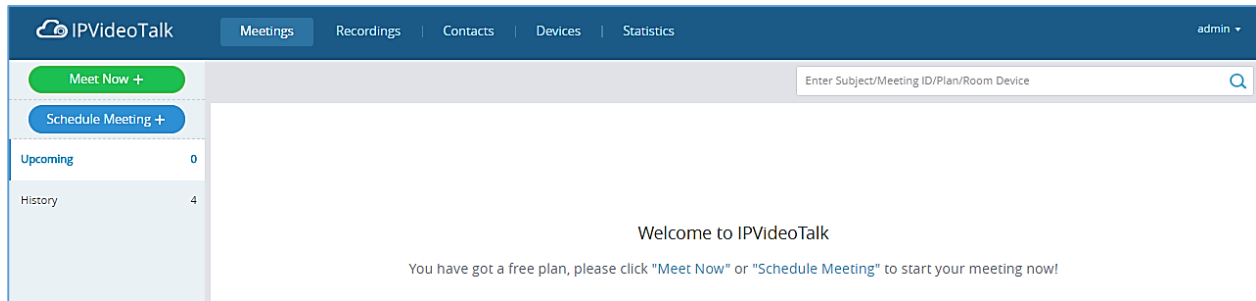 IPVideoTalk
Meetings Recordings | Contacts | Devices | Statistics
admin
Meet Now +
Enter Subject/Meeting ID/Plan/Room Device
Schedule Meeting +
Upcoming 0
History 4
Welcome to IPVideoTalk
You have got a free plan, please click "Meet Now" or "Schedule Meeting" to start your meeting now!